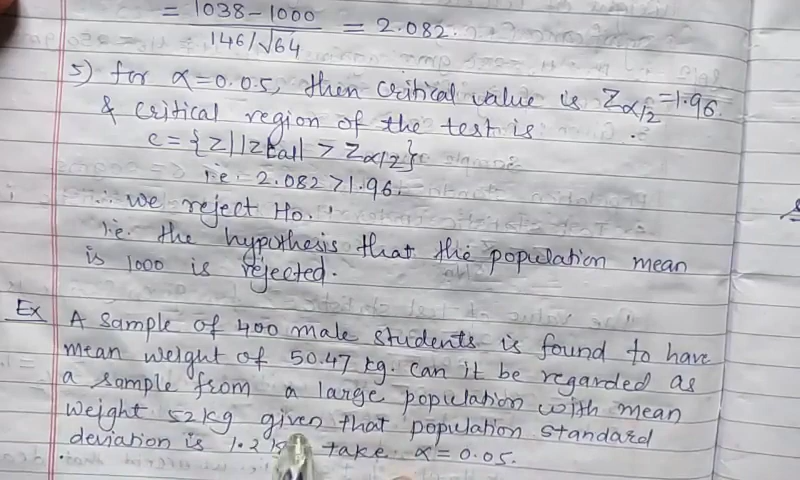 = 1038-1000 / 146/√64 = 2.082.
5) for α=0.05, then critical value is Zα/2=1.96.
& critical region of the test is
c = {Z||Zcal| > Zα/2}
i.e. 2.082>1.96.
∴ we reject Ho.
i.e. the hypothesis that the population mean
is 1000 is rejected.
Ex A sample of 400 male students is found to have
mean weight of 50.47 kg. can it be regarded as
a sample from a large population with mean
weight 52 kg given that population standard
deviation is 1.2 take α = 0.05.